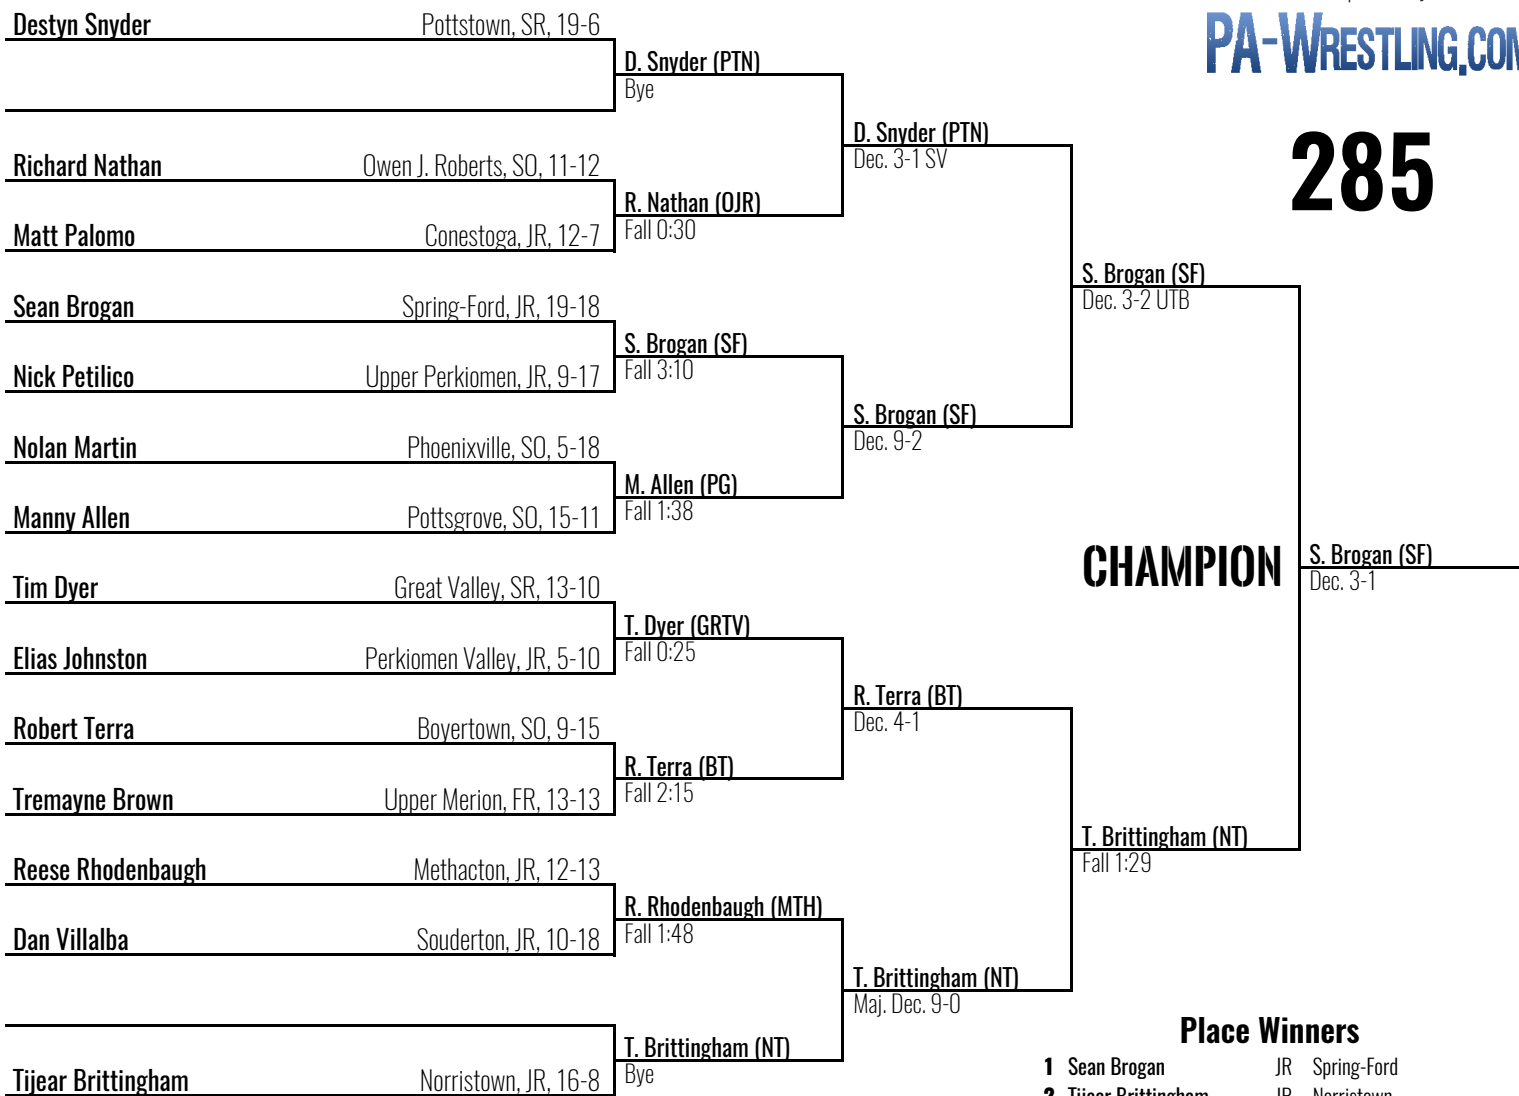 Destyn Snyder Pottstown, SR, 19-6
D. Snyder (PTN)
Bye
PA-WRESTLING.COM
285
D. Snyder (PTN)
Dec. 3-1 SV
Richard Nathan Owen J. Roberts, SO, 11-12
R. Nathan (OJR)
Fall 0:30
Matt Palomo Conestoga, JR, 12-7
S. Brogan (SF)
Dec. 3-2 UTB
Sean Brogan Spring-Ford, JR, 19-18
S. Brogan (SF)
Fall 3:10
Nick Petilico Upper Perkiomen, JR, 9-17
S. Brogan (SF)
Dec. 9-2
Nolan Martin Phoenixville, SO, 5-18
M. Allen (PG)
Fall 1:38
Manny Allen Pottsgrove, SO, 15-11
CHAMPION
S. Brogan (SF)
Dec. 3-1
Tim Dyer Great Valley, SR, 13-10
T. Dyer (GRTV)
Fall 0:25
Elias Johnston Perkiomen Valley, JR, 5-10
R. Terra (BT)
Dec. 4-1
Robert Terra Boyertown, SO, 9-15
R. Terra (BT)
Fall 2:15
Tremayne Brown Upper Merion, FR, 13-13
T. Brittingham (NT)
Fall 1:29
Reese Rhodenbaugh Methacton, JR, 12-13
R. Rhodenbaugh (MTH)
Fall 1:48
Dan Villalba Souderton, JR, 10-18
T. Brittingham (NT)
Maj. Dec. 9-0
T. Brittingham (NT)
Bye
Tijear Brittingham Norristown, JR, 16-8
Place Winners
1 Sean Brogan JR Spring-Ford
2 Tijear Brittingham JR Norristown